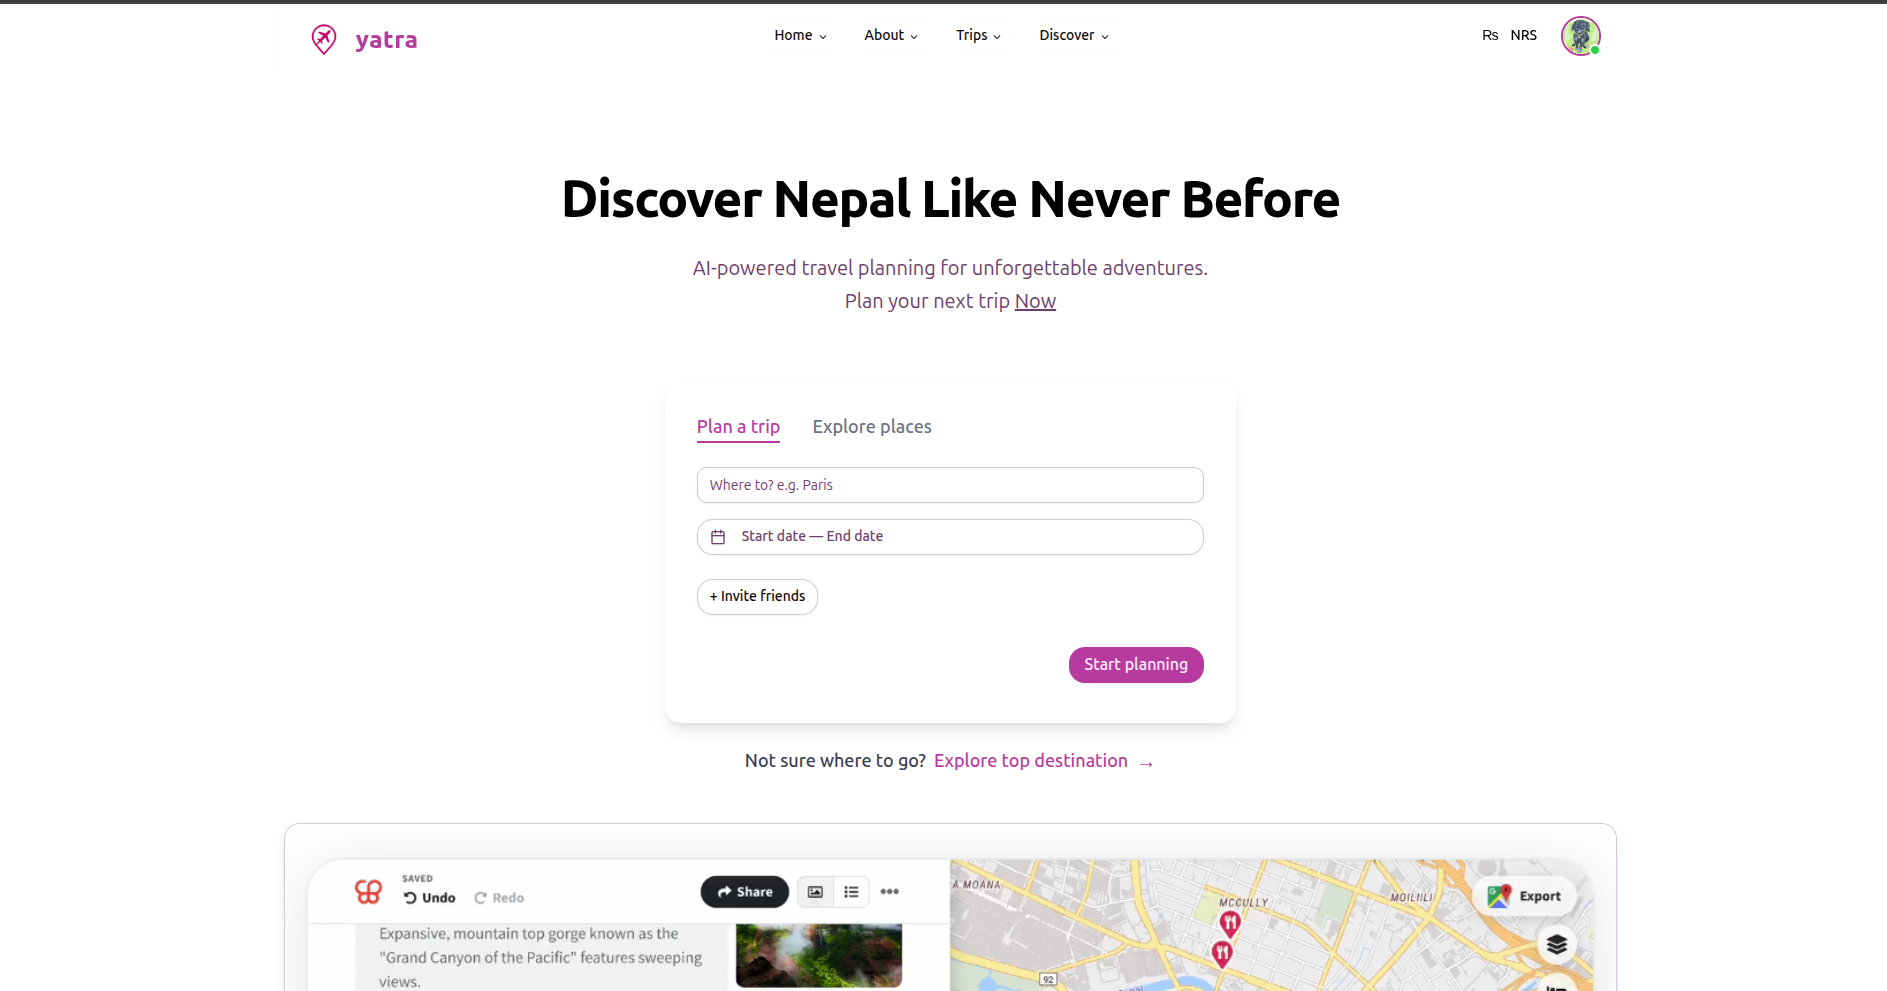 yatra
Home
About
Trips
Discover
Rs NRS
Discover Nepal Like Never Before
AI-powered travel planning for unforgettable adventures.
Plan your next trip Now
Plan a trip
Explore places
Where to? e.g. Paris
Start date — End date
+ Invite friends
Start planning
Not sure where to go? Explore top destination →
SAVED
Undo
Redo
Share
Expansive, mountain top gorge known as the
"Grand Canyon of the Pacific" features sweeping
views.
A MOANA
MCCULLY
MOILIILI
Export
92